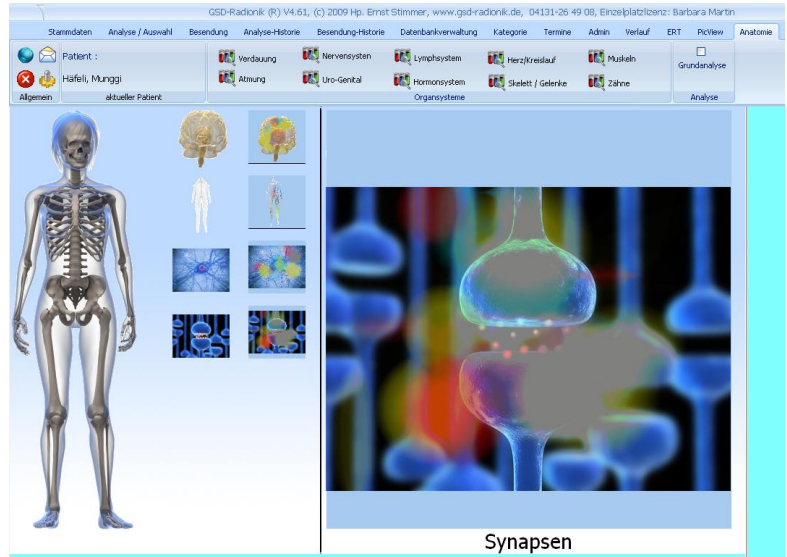 GSD-Radionik (R) V4.61, (c) 2009 Hp. Ernst Stimmer, www.gsd-radionik.de, 04131-26 49 08, Einzelplatzlizenz: Barbara Martin
Stammdaten Analyse / Auswahl Besendung Analyse-Historie Besendung-Historie Datenbankverwaltung Kategorie Termine Admin Verlauf ERT PicView Anatomie
Patient : Verdauung Nervensysten Lymphsystem Herz/Kreislauf Muskeln Grundanalyse
Häfeli, Munggi Atmung Uro-Genital Hormonsystem Skelett / Gelenke Zähne
Allgemein aktueller Patient Organsysteme Analyse
Synapsen